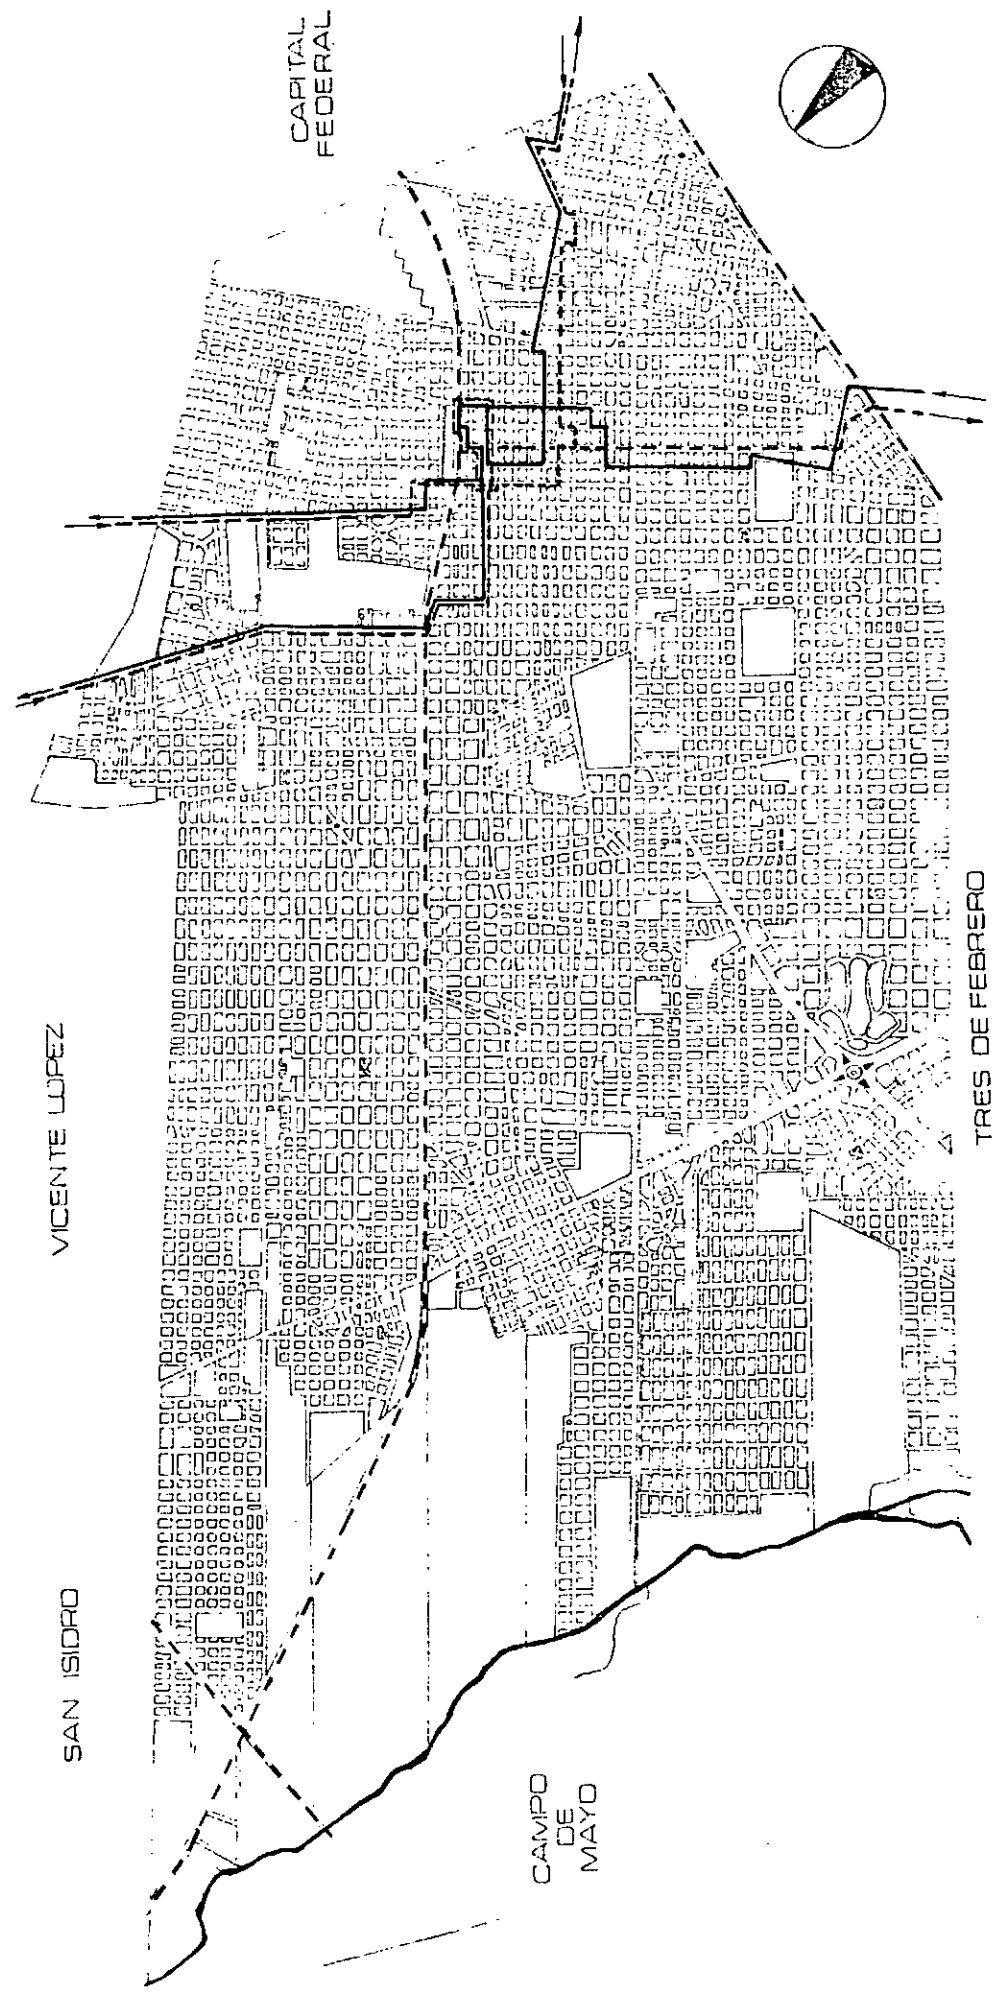 CAPITAL
FEDERAL
VICENTE LOPEZ
TRES DE FEBRERO
SAN ISIDRO
CAMPO
DE
MAYO